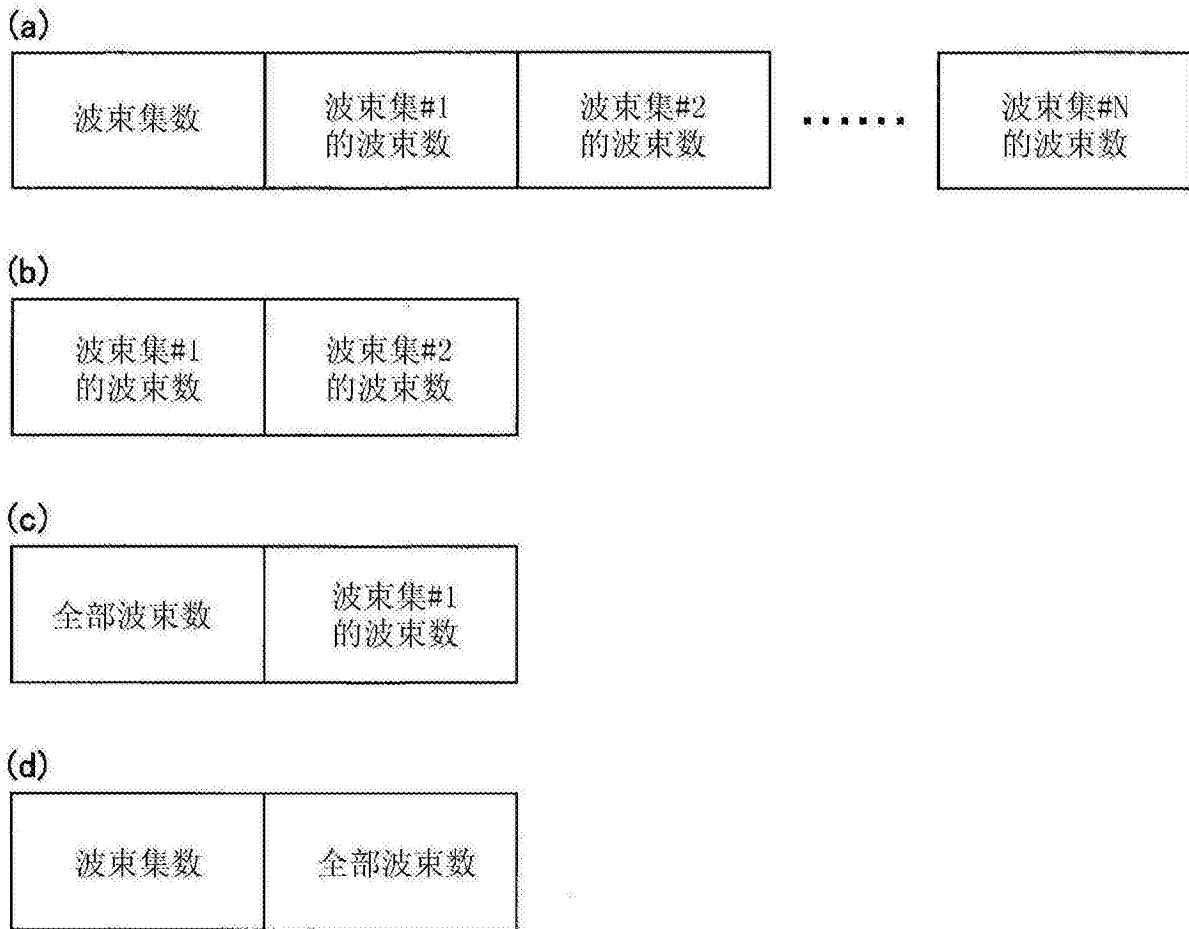 (a)
波束集数
波束集#1
的波束数
波束集#2
的波束数
······
波束集#N
的波束数
(b)
波束集#1
的波束数
波束集#2
的波束数
(c)
全部波束数
波束集#1
的波束数
(d)
波束集数
全部波束数